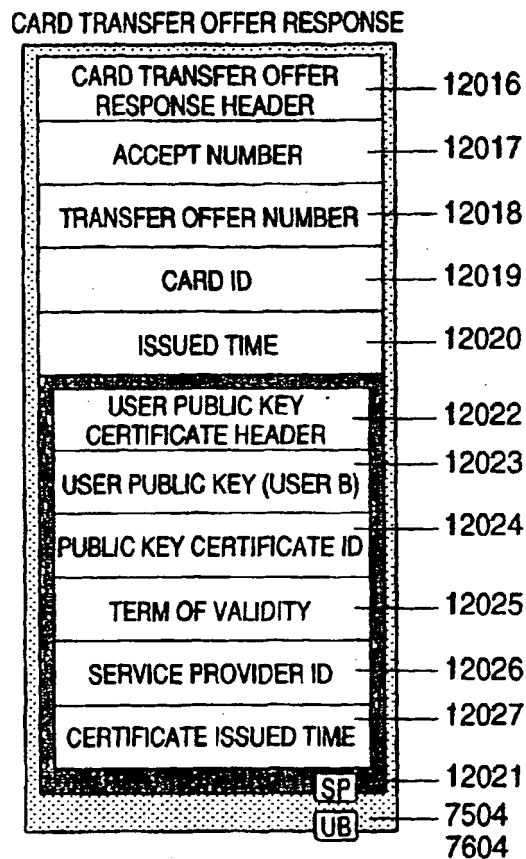 CARD TRANSFER OFFER RESPONSE
CARD TRANSFER OFFER
RESPONSE HEADER
12016
ACCEPT NUMBER
12017
TRANSFER OFFER NUMBER
12018
CARD ID
12019
ISSUED TIME
12020
USER PUBLIC KEY
CERTIFICATE HEADER
12022
USER PUBLIC KEY (USER B)
12023
PUBLIC KEY CERTIFICATE ID
12024
TERM OF VALIDITY
12025
SERVICE PROVIDER ID
12026
CERTIFICATE ISSUED TIME
12027
SP
12021
UB
7504
7604